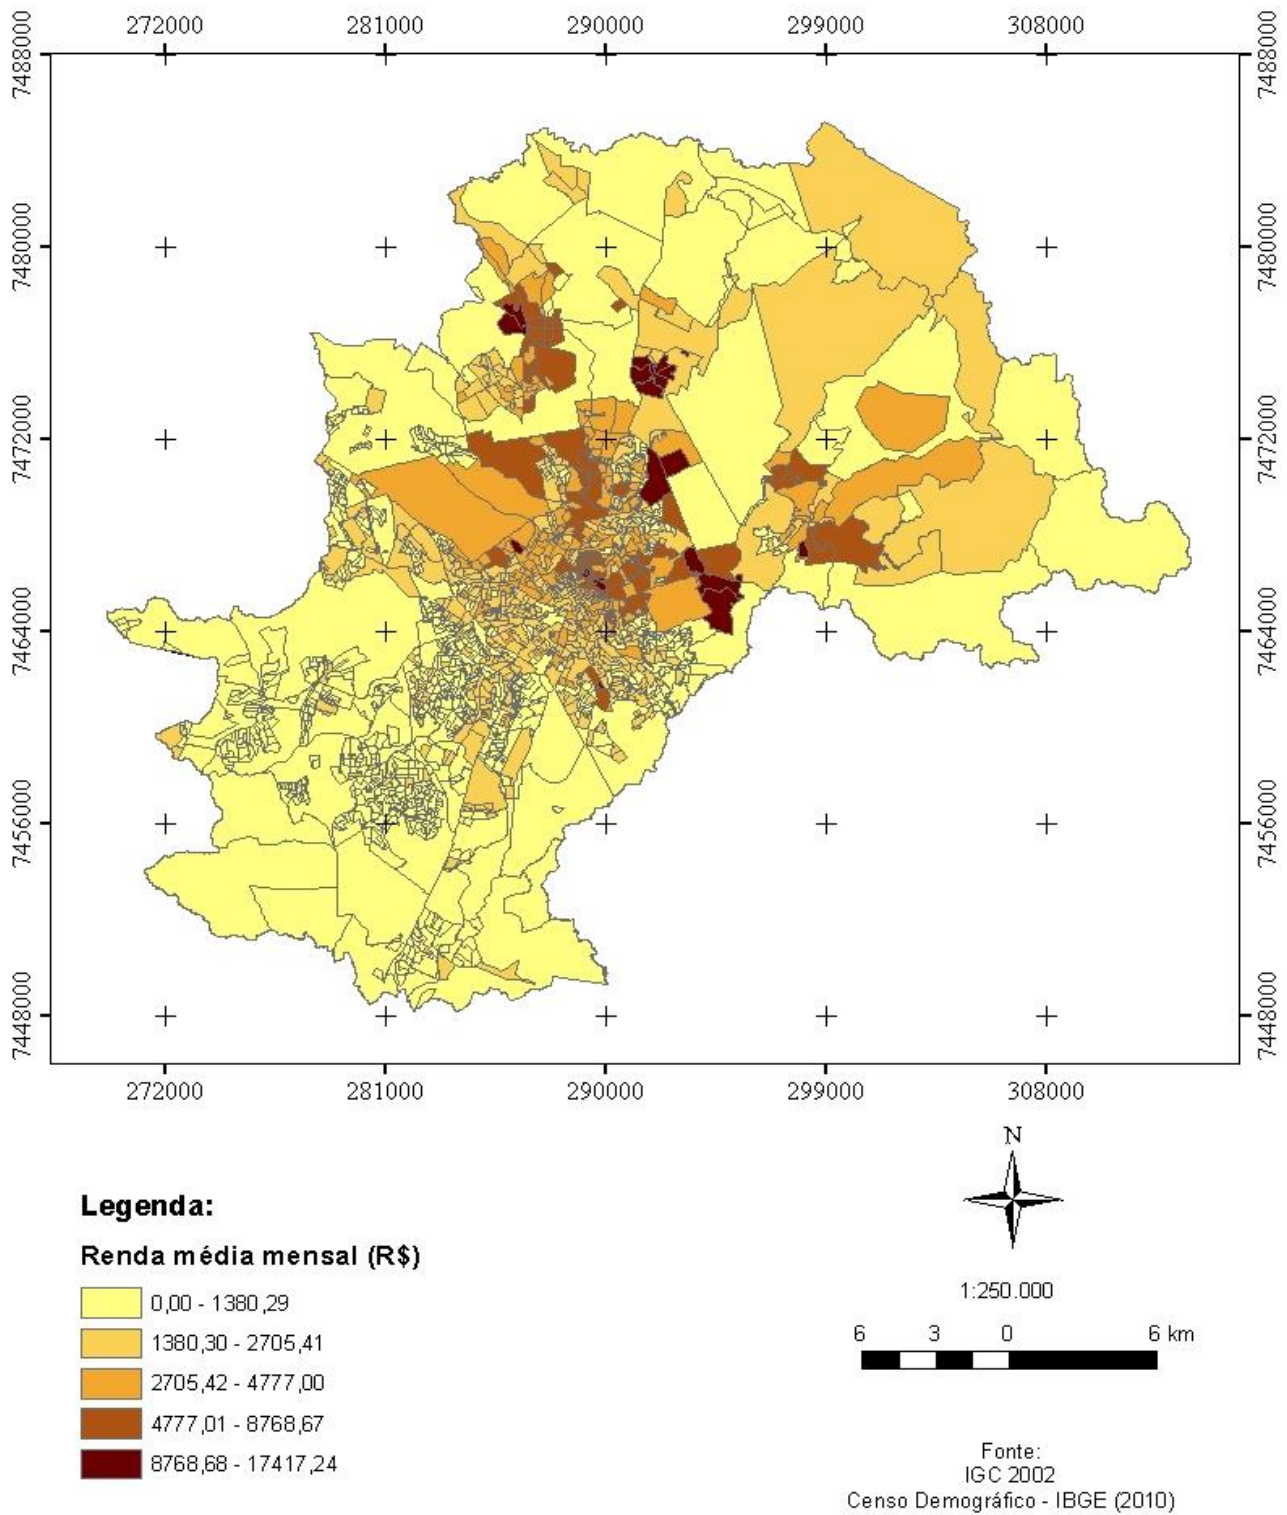 272000 281000 290000 299000 308000
7488000 7488000
7480000 7480000
7472000 7472000
7464000 7464000
7456000 7456000
7448000 7448000
272000 281000 290000 299000 308000
N
Legenda:
Renda média mensal (R$)
0,00 - 1380,29
1380,30 - 2705,41
2705,42 - 4777,00
4777,01 - 8768,67
8768,68 - 17417,24
1:250.000
6 3 0 6 km
Fonte:
IGC 2002
Censo Demográfico - IBGE (2010)